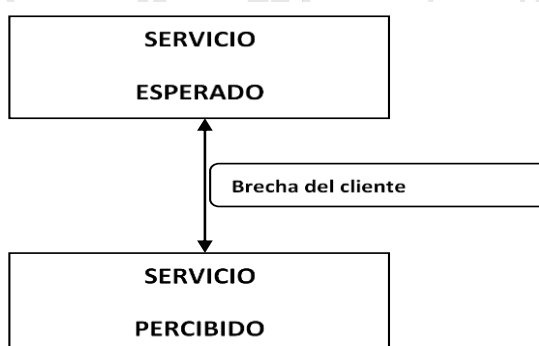 SERVICIO
ESPERADO
Brecha del cliente
SERVICIO
PERCIBIDO